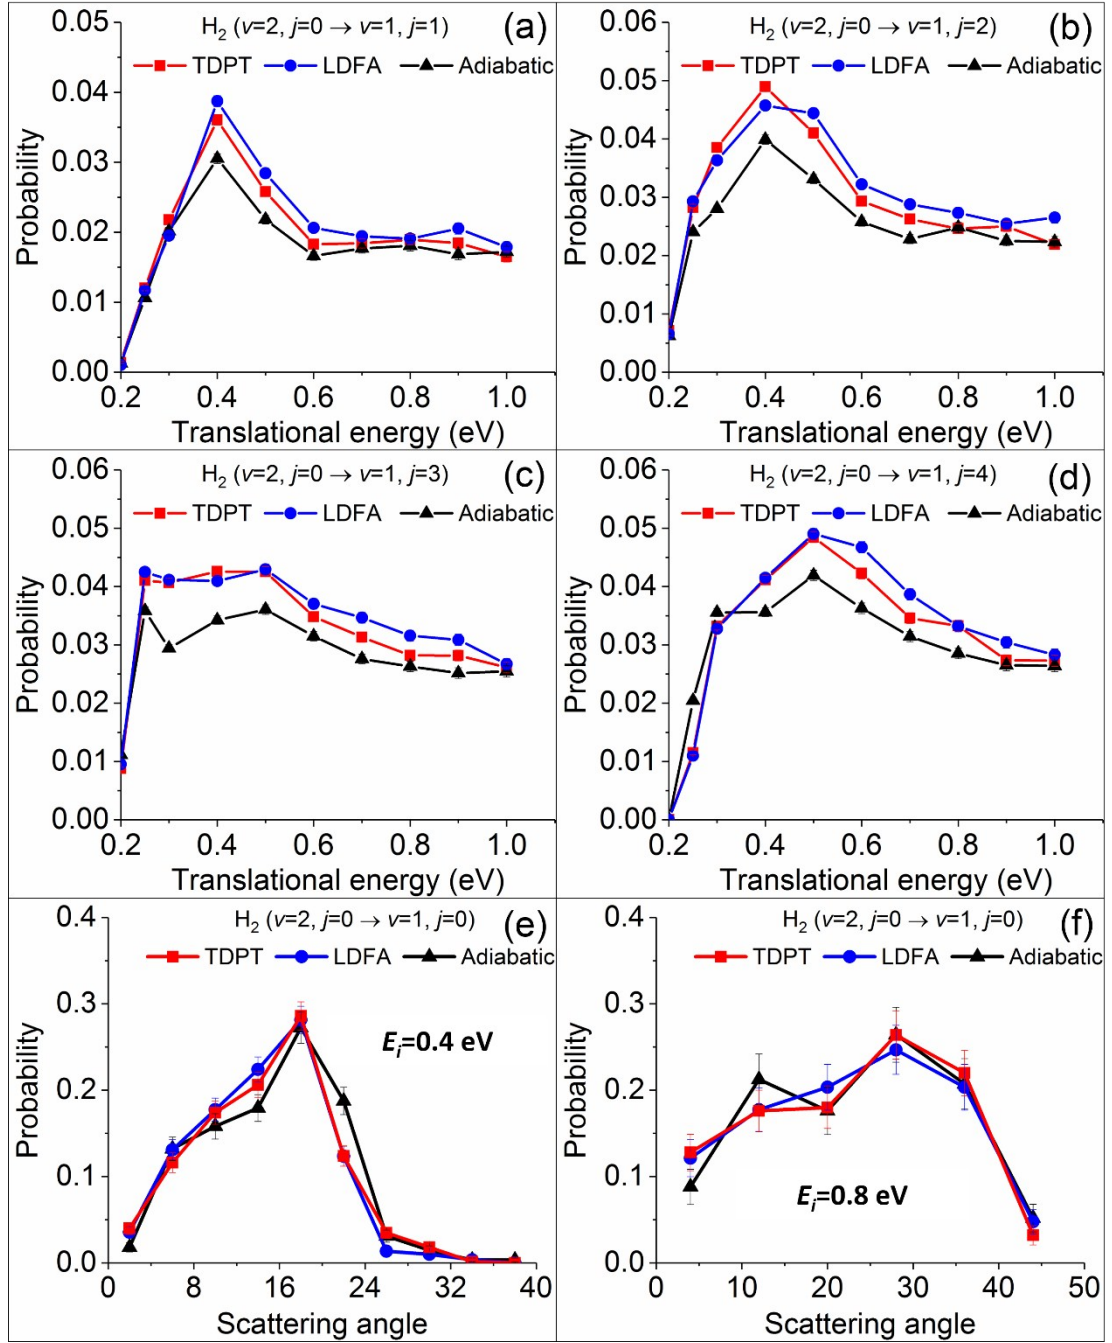 H₂ (v=2, j=0 → v=1, j=1) (a)
TDPT LDFA Adiabatic
Probability
0.04
0.03
0.02
0.01
0.00
0.2 0.4 0.6 0.8 1.0
Translational energy (eV)
H₂ (v=2, j=0 → v=1, j=2) (b)
TDPT LDFA Adiabatic
Probability
0.06
0.05
0.04
0.03
0.02
0.01
0.00
0.2 0.4 0.6 0.8 1.0
Translational energy (eV)
H₂ (v=2, j=0 → v=1, j=3) (c)
TDPT LDFA Adiabatic
Probability
0.06
0.05
0.04
0.03
0.02
0.01
0.00
0.2 0.4 0.6 0.8 1.0
Translational energy (eV)
H₂ (v=2, j=0 → v=1, j=4) (d)
TDPT LDFA Adiabatic
Probability
0.06
0.05
0.04
0.03
0.02
0.01
0.00
0.2 0.4 0.6 0.8 1.0
Translational energy (eV)
H₂ (v=2, j=0 → v=1, j=0) (e)
TDPT LDFA Adiabatic
Eᵢ=0.4 eV
Probability
0.4
0.3
0.2
0.1
0.0
0 8 16 24 32 40
Scattering angle
H₂ (v=2, j=0 → v=1, j=0) (f)
TDPT LDFA Adiabatic
Eᵢ=0.8 eV
Probability
0.4
0.3
0.2
0.1
0.0
0 10 20 30 40 50
Scattering angle